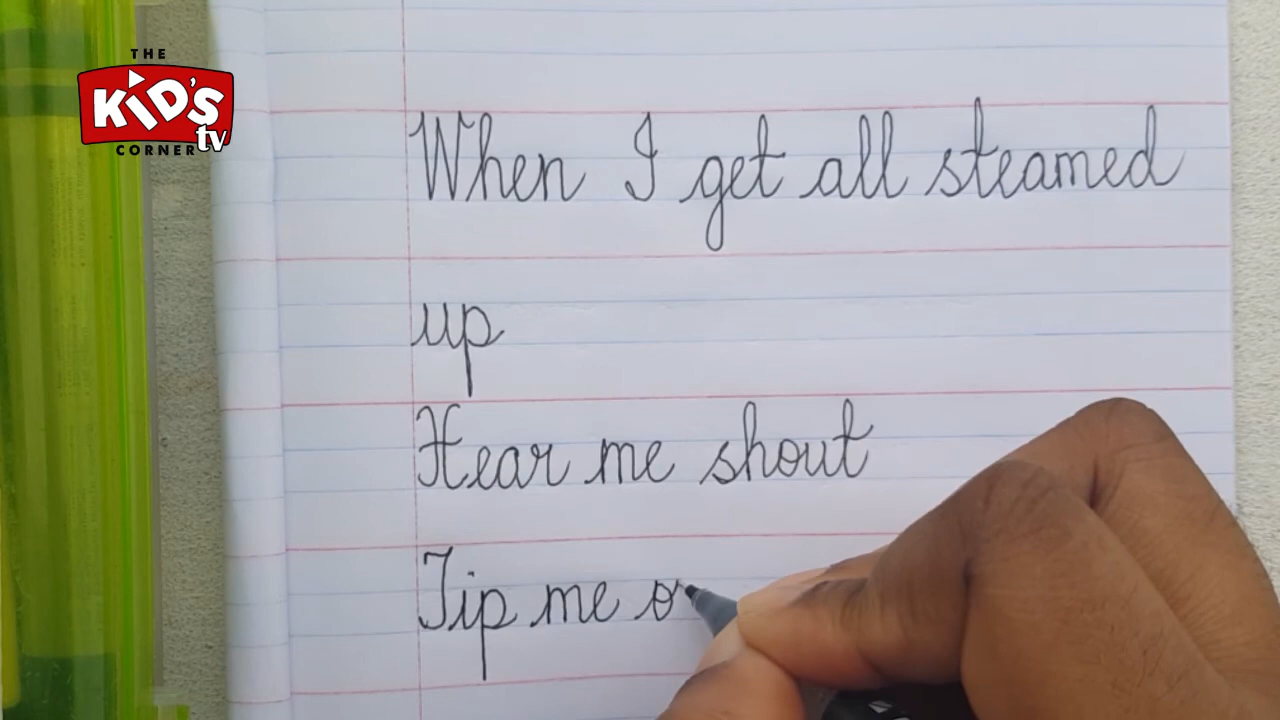 THE
KiD'S
tv
CORNER
When I get all steamed
up
Hear me shout
Tip me o